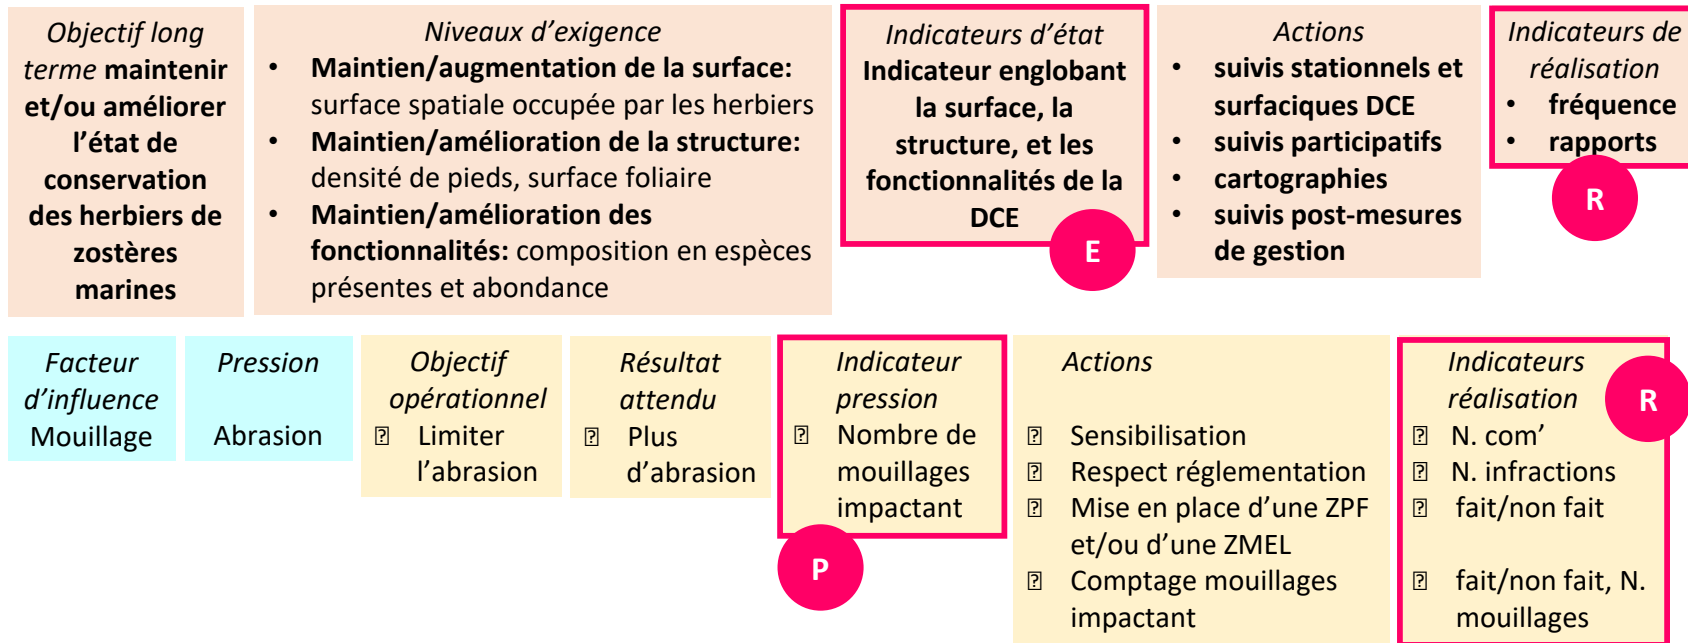 Objectif long
terme maintenir
et/ou améliorer
l'état de
conservation
des herbiers de
zostères
marines
Niveaux d'exigence
• Maintien/augmentation de la surface:
surface spatiale occupée par les herbiers
• Maintien/amélioration de la structure:
densité de pieds, surface foliaire
• Maintien/amélioration des
fonctionnalités: composition en espèces
présentes et abondance
Indicateurs d'état
Indicateur englobant
la surface, la
structure, et les
fonctionnalités de la
DCE
E
Actions
• suivis stationnels et
surfaciques DCE
• suivis participatifs
• cartographies
• suivis post-mesures
de gestion
Indicateurs de
réalisation
• fréquence
• rapports
R
Facteur
d'influence
Mouillage
Pression
Abrasion
Objectif
opérationnel
Limiter
l'abrasion
Résultat
attendu
Plus
d'abrasion
Indicateur
pression
Nombre de
mouillages
impactant
P
Actions
Sensibilisation
Respect réglementation
Mise en place d'une ZPF
et/ou d'une ZMEL
Comptage mouillages
impactant
Indicateurs
réalisation
R
N. com'
N. infractions
fait/non fait
fait/non fait, N.
mouillages